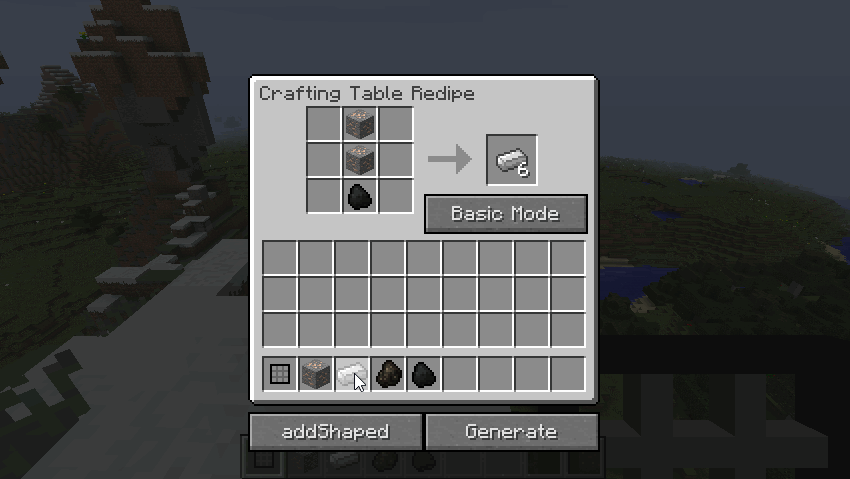 Crafting Table Redipe
6
Basic Mode
addShaped
Generate